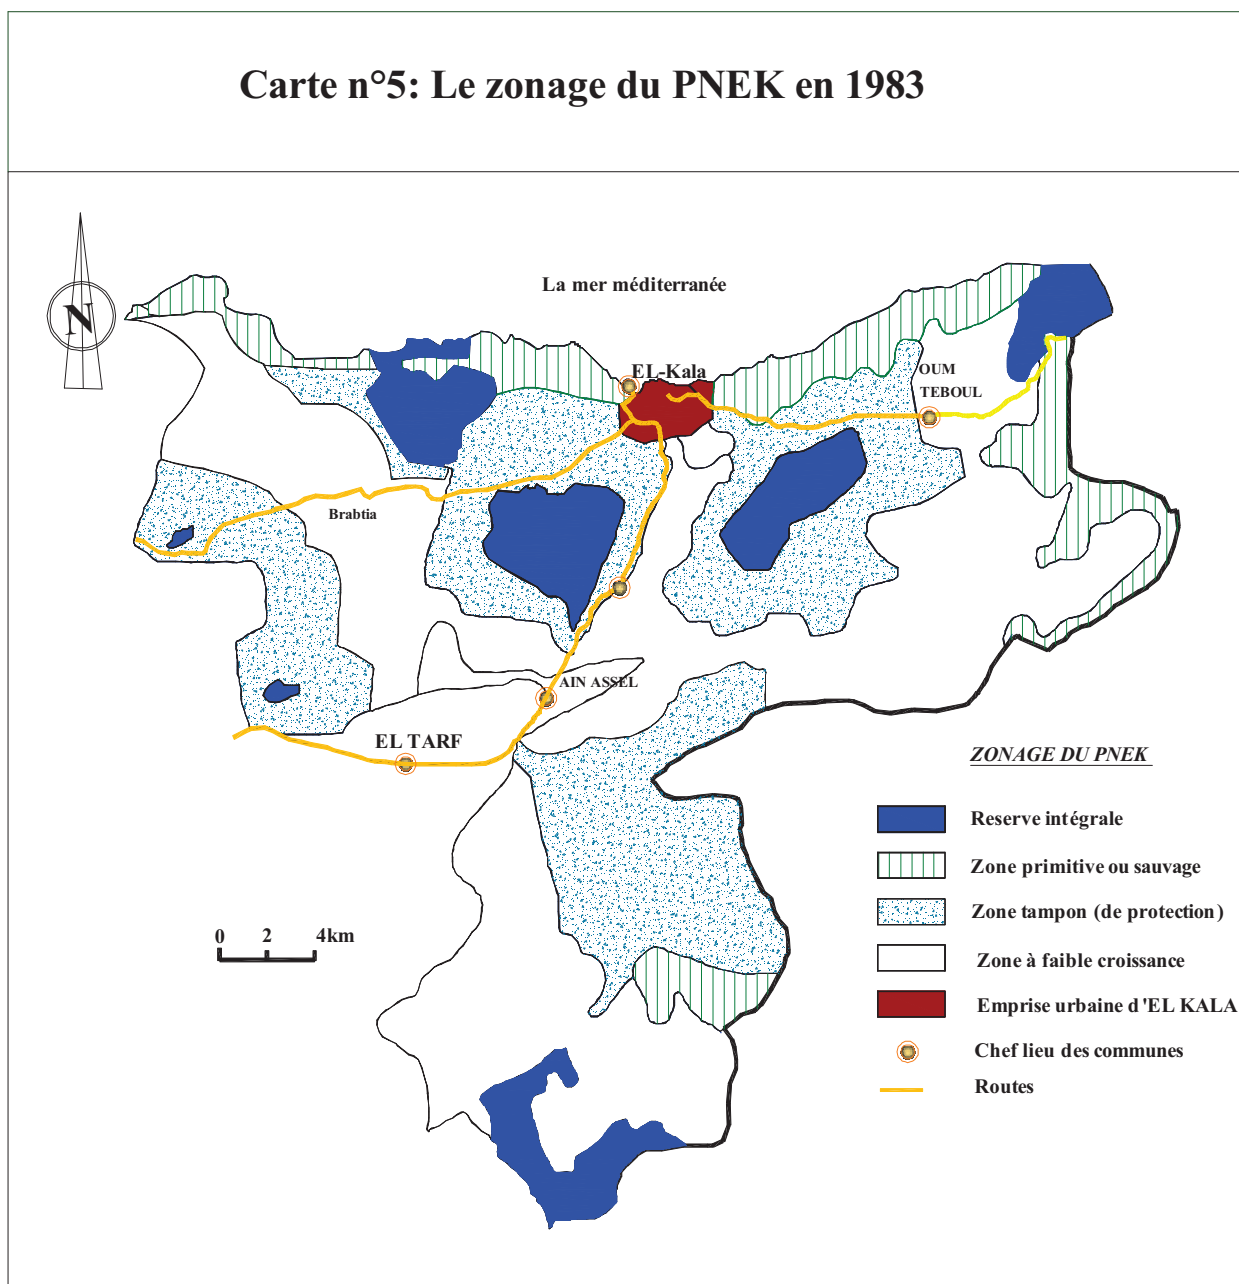 Carte n°5: Le zonage du PNEK en 1983
La mer méditerranée
N
EL-Kala
OUM
TEBOUL
Brabtia
AIN ASSEL
EL TARF
ZONAGE DU PNEK
Reserve intégrale
Zone primitive ou sauvage
Zone tampon (de protection)
Zone à faible croissance
Emprise urbaine d'EL KALA
Chef lieu des communes
Routes
0 2 4km